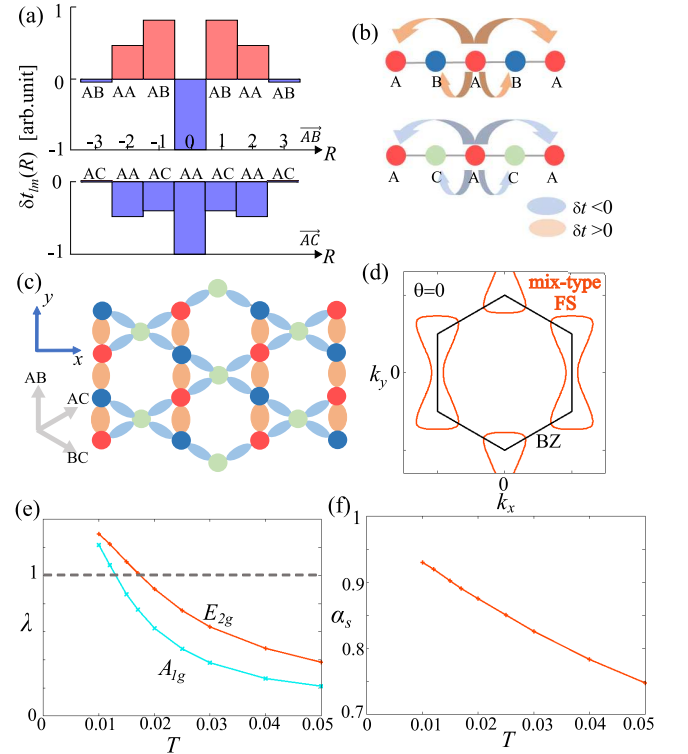 (a)
δt_lm(R) [arb.unit]
0
-1
AB AA AB AB AA AB
-3 -2 -1 0 1 2 3
AB
R
AC AA AC AA AC AA AC
0
-1
AC
R
(b)
A B A B A
A C A C A
δt <0
δt >0
(c)
y
x
AB
AC
BC
(d)
θ=0
mix-type
FS
k_y 0
BZ
0
k_x
(e)
λ
1
0
E_2g
A_1g
0 0.01 0.02 0.03 0.04 0.05
T
(f)
α_s
1
0.9
0.8
0.7
0 0.01 0.02 0.03 0.04 0.05
T